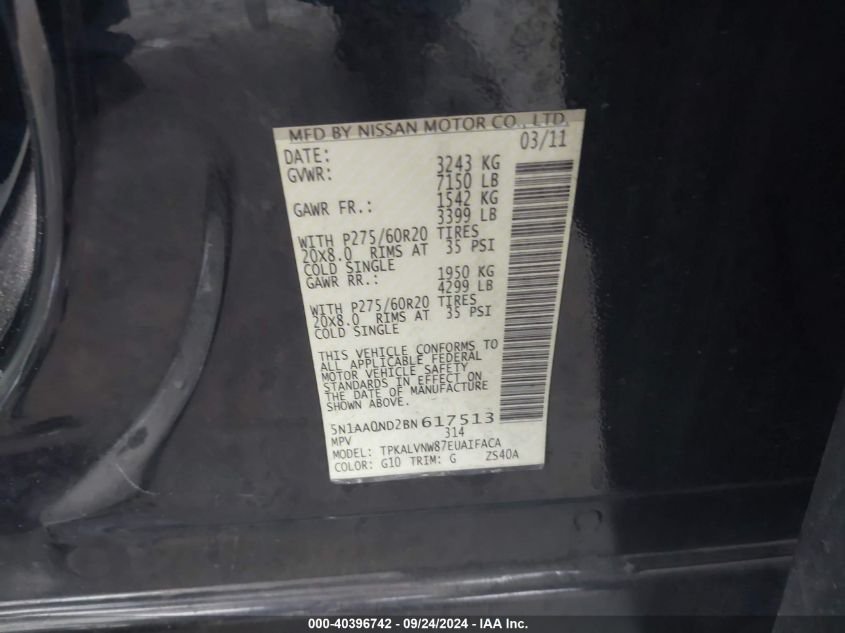 MFD BY NISSAN MOTOR CO., LTD.
DATE: 03/11
GVWR: 3243 KG
7150 LB
GAWR FR.: 1542 KG
3399 LB
WITH P275/60R20 TIRES
20X8.0 RIMS AT 35 PSI
COLD SINGLE
GAWR RR.: 1950 KG
4299 LB
WITH P275/60R20 TIRES
20X8.0 RIMS AT 35 PSI
COLD SINGLE
THIS VEHICLE CONFORMS TO
ALL APPLICABLE FEDERAL
MOTOR VEHICLE SAFETY
STANDARDS IN EFFECT ON
THE DATE OF MANUFACTURE
SHOWN ABOVE.
5N1AA0ND2BN617513
MPV 314
MODEL: TPKALVNW87EUAIFACA
COLOR: G10 TRIM: G ZS40A
000-40396742 - 09/24/2024 - IAA Inc.